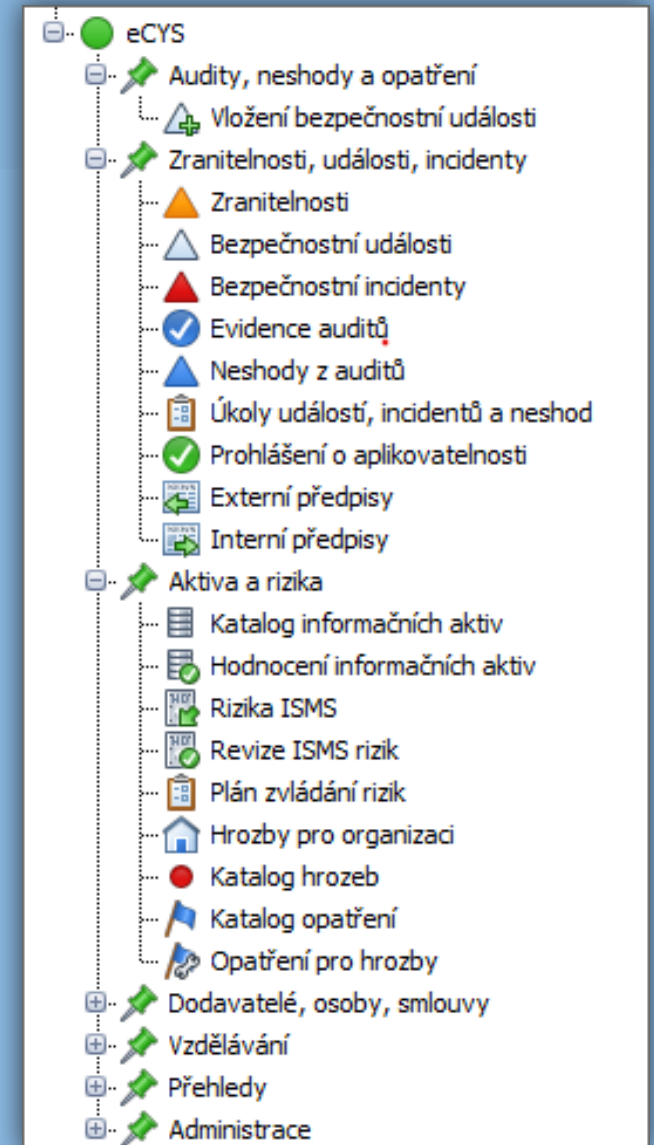 eCYS
Audity, neshody a opatření
Vložení bezpečnostní události
Zranitelnosti, události, incidenty
Zranitelnosti
Bezpečnostní události
Bezpečnostní incidenty
Evidence auditů
Neshody z auditů
Úkoly událostí, incidentů a neshod
Prohlášení o aplikovatelnosti
Externí předpisy
Interní předpisy
Aktiva a rizika
Katalog informačních aktiv
Hodnocení informačních aktiv
Rizika ISMS
Revize ISMS rizik
Plán zvládání rizik
Hrozby pro organizaci
Katalog hrozeb
Katalog opatření
Opatření pro hrozby
Dodavatelé, osoby, smlouvy
Vzdělávání
Přehledy
Administrace